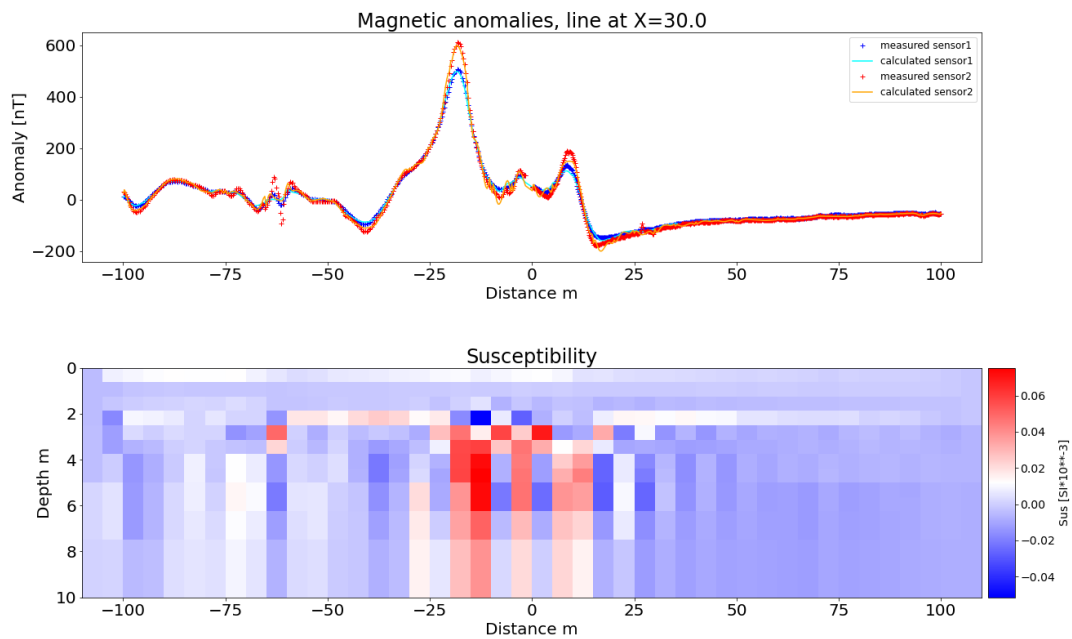 Magnetic anomalies, line at X=30.0
600
400
200
0
−200
Anomaly [nT]
measured sensor1
calculated sensor1
measured sensor2
calculated sensor2
−100 −75 −50 −25 0 25 50 75 100
Distance m
Susceptibility
0
2
4
6
8
10
Depth m
−100 −75 −50 −25 0 25 50 75 100
Distance m
0.06
0.04
0.02
0.00
−0.02
−0.04
Sus [SI*10**-3]